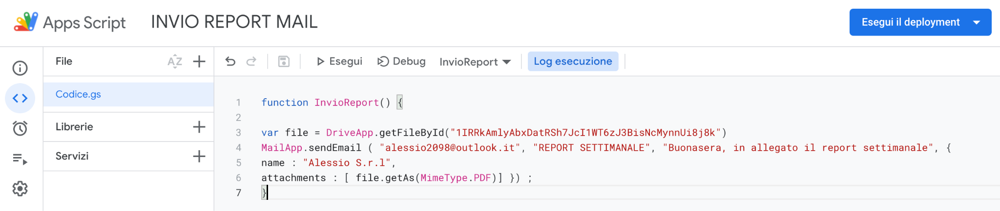 Apps Script INVIO REPORT MAIL Esegui il deployment
File AZ Esegui Debug InvioReport Log esecuzione
Codice.gs
Librerie
Servizi
1 function InvioReport() {
2
3 var file = DriveApp.getFileById("1IRRkAmlyAbxDatRSh7JcI1WT6zJ3BisNcMynnUi8j8k")
4 MailApp.sendEmail ( "alessio2098@outlook.it", "REPORT SETTIMANALE", "Buonasera, in allegato il report settimanale", {
5 name : "Alessio S.r.l",
6 attachments : [ file.getAs(MimeType.PDF)] }) ;
7 }